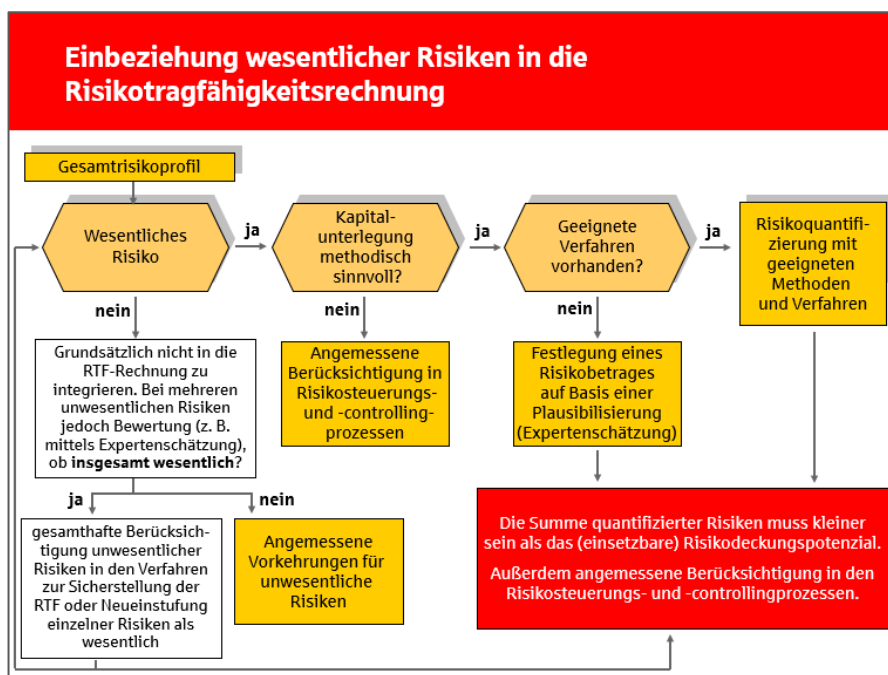 Einbeziehung wesentlicher Risiken in die
Risikotragfähigkeitsrechnung
Gesamtrisikoprofil
Wesentliches
Risiko
ja
Kapital-
unterlegung
methodisch
sinnvoll?
ja
Geeignete
Verfahren
vorhanden?
ja
Risikoquantifi-
zierung mit
geeigneten
Methoden
und Verfahren
nein
nein
nein
Grundsätzlich nicht in die
RTF-Rechnung zu
integrieren. Bei mehreren
unwesentlichen Risiken
jedoch Bewertung (z. B.
mittels Expertenschätzung),
ob insgesamt wesentlich?
Angemessene
Berücksichtigung in
Risikosteuerungs-
und -controlling-
prozessen
Festlegung eines
Risikobetrages
auf Basis einer
Plausibilisierung
(Expertenschätzung)
ja
nein
gesamthafte Berücksich-
tigung unwesentlicher
Risiken in den Verfahren
zur Sicherstellung der
RTF oder Neueinstufung
einzelner Risiken als
wesentlich
Angemessene
Vorkehrungen für
unwesentliche
Risiken
Die Summe quantifizierter Risiken muss kleiner
sein als das (einsetzbare) Risikodeckungspotenzial.
Außerdem angemessene Berücksichtigung in den
Risikosteuerungs- und -controllingprozessen.